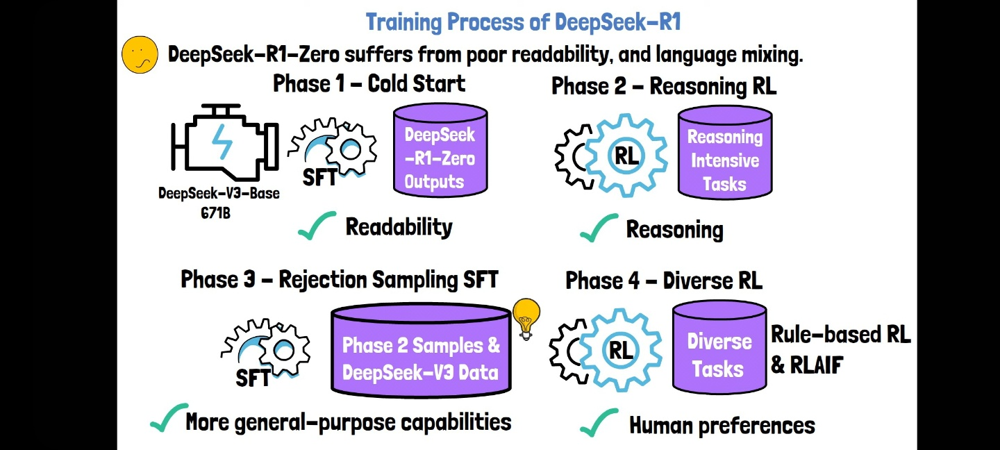 Training Process of DeepSeek-R1
DeepSeek-R1-Zero suffers from poor readability, and language mixing.
Phase 1 - Cold Start
DeepSeek-V3-Base
671B
SFT
DeepSeek
-R1-Zero
Outputs
Readability
Phase 2 - Reasoning RL
RL
Reasoning
Intensive
Tasks
Reasoning
Phase 3 - Rejection Sampling SFT
SFT
Phase 2 Samples &
DeepSeek-V3 Data
More general-purpose capabilities
Phase 4 - Diverse RL
RL
Diverse
Tasks
Rule-based RL
& RLAIF
Human preferences